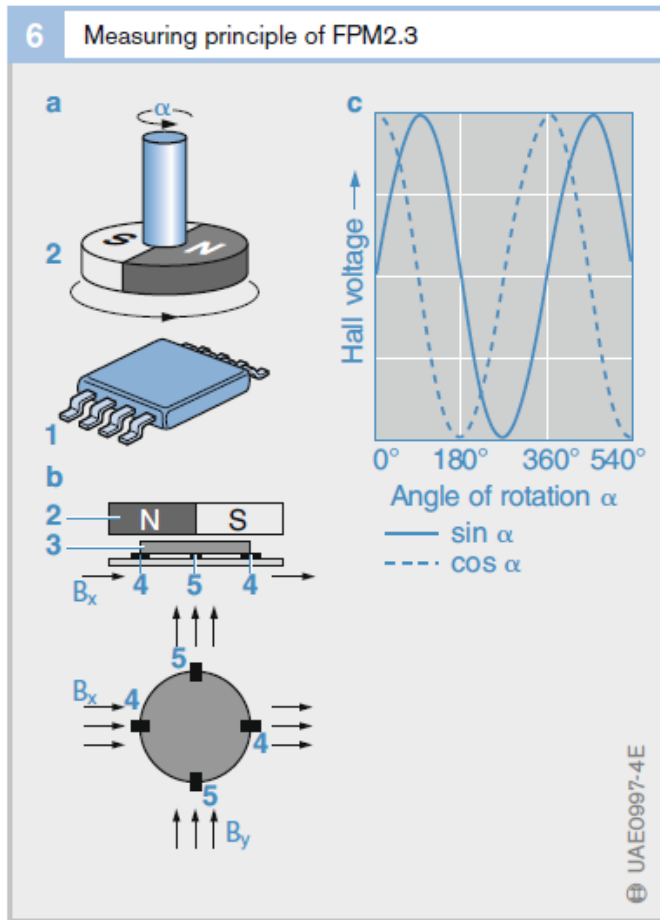 6 Measuring principle of FPM2.3
a
α
S N
2
1
b
2 N S
3
4 5 4
Bx
5
Bx 4
4
5
By
c
Hall voltage
0° 180° 360° 540°
Angle of rotation α
sin α
cos α
UAE0997-4E